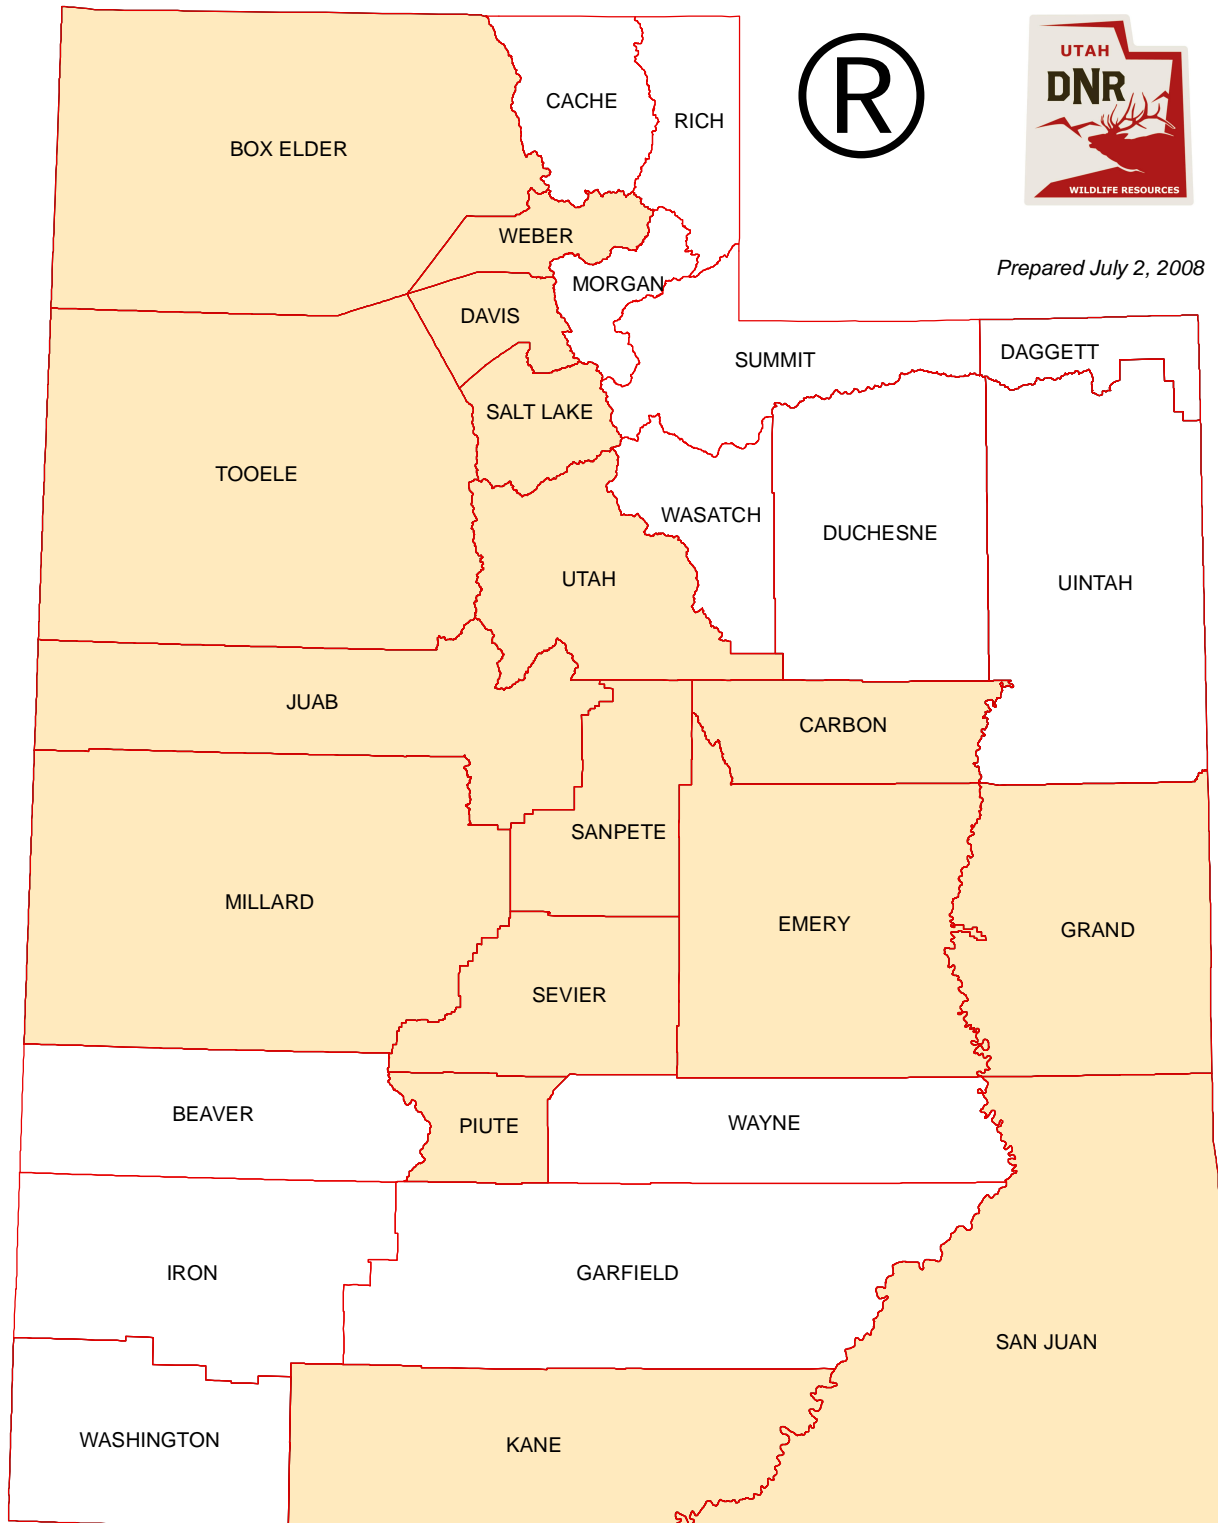 CACHE
RICH
®
UTAH
DNR
WILDLIFE RESOURCES
BOX ELDER
WEBER
Prepared July 2, 2008
MORGAN
DAVIS
SUMMIT
DAGGETT
SALT LAKE
TOOELE
WASATCH
DUCHESNE
UTAH
UINTAH
JUAB
CARBON
SANPETE
MILLARD
EMERY
GRAND
SEVIER
BEAVER
PIUTE
WAYNE
IRON
GARFIELD
SAN JUAN
WASHINGTON
KANE